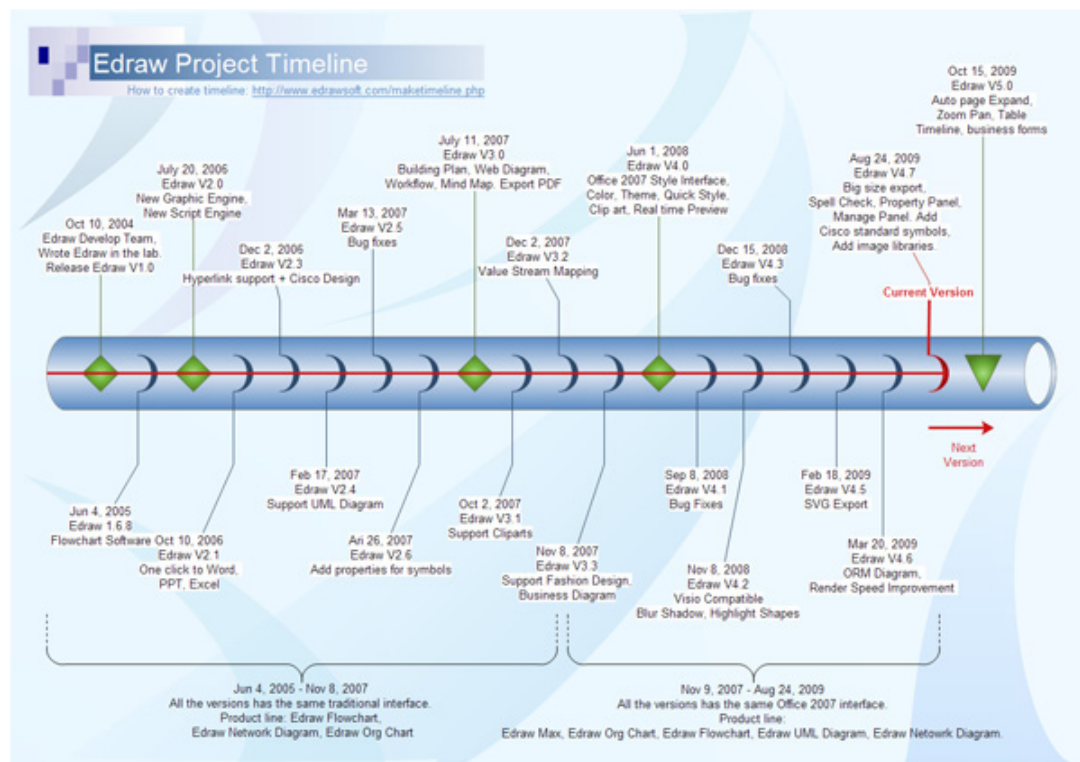 Edraw Project Timeline
How to create timeline: http://www.edrawsoft.com/maketimeline.php
Oct 10, 2004
Edraw Develop Team,
Wrote Edraw in the lab.
Release Edraw V1.0
July 20, 2006
Edraw V2.0
New Graphic Engine,
New Script Engine
Dec 2, 2006
Edraw V2.3
Hyperlink support + Cisco Design
Mar 13, 2007
Edraw V2.5
Bug fixes
July 11, 2007
Edraw V3.0
Building Plan, Web Diagram,
Workflow, Mind Map. Export PDF
Dec 2, 2007
Edraw V3.2
Value Stream Mapping
Jun 1, 2008
Edraw V4.0
Office 2007 Style Interface,
Color, Theme, Quick Style,
Clip art, Real time Preview
Dec 15, 2008
Edraw V4.3
Bug fixes
Aug 24, 2009
Edraw V4.7
Big size export,
Spell Check, Property Panel,
Manage Panel. Add
Cisco standard symbols,
Add image libraries.
Current Version
Oct 15, 2009
Edraw V5.0
Auto page Expand,
Zoom Pan, Table
Timeline, business forms
Next
Version
Jun 4, 2005
Edraw 1.6.8
Flowchart Software
Oct 10, 2006
Edraw V2.1
One click to Word,
PPT, Excel
Feb 17, 2007
Edraw V2.4
Support UML Diagram
Ari 26, 2007
Edraw V2.6
Add properties for symbols
Oct 2, 2007
Edraw V3.1
Support Cliparts
Nov 8, 2007
Edraw V3.3
Support Fashion Design,
Business Diagram
Sep 8, 2008
Edraw V4.1
Bug Fixes
Nov 8, 2008
Edraw V4.2
Visio Compatible
Blur Shadow, Highlight Shapes
Feb 18, 2009
Edraw V4.5
SVG Export
Mar 20, 2009
Edraw V4.6
ORM Diagram,
Render Speed Improvement
Jun 4, 2005 - Nov 8, 2007
All the versions has the same traditional interface.
Product line: Edraw Flowchart,
Edraw Network Diagram, Edraw Org Chart
Nov 9, 2007 - Aug 24, 2009
All the versions has the same Office 2007 interface.
Product line:
Edraw Max, Edraw Org Chart, Edraw Flowchart, Edraw UML Diagram, Edraw Netowrk Diagram.